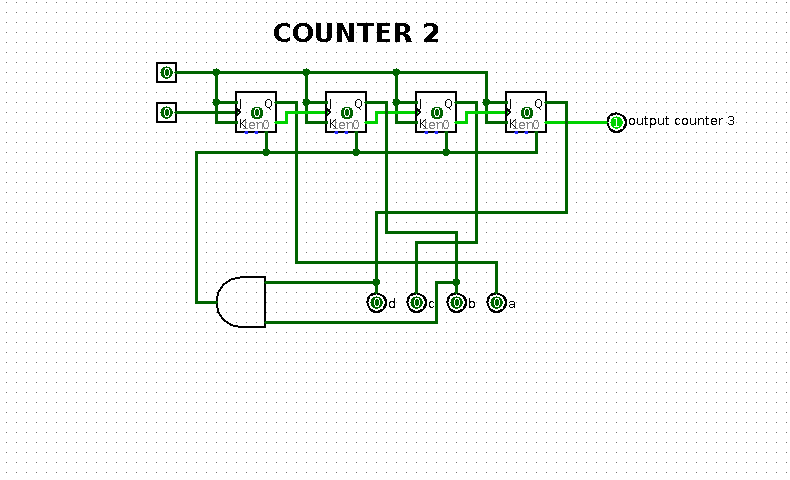 COUNTER 2
0
J Q J Q J Q J Q
0 0 0 0 0
K en 0 K en 0 K en 0 K en 0
1 output counter 3
0 d 0 c 0 b 0 a